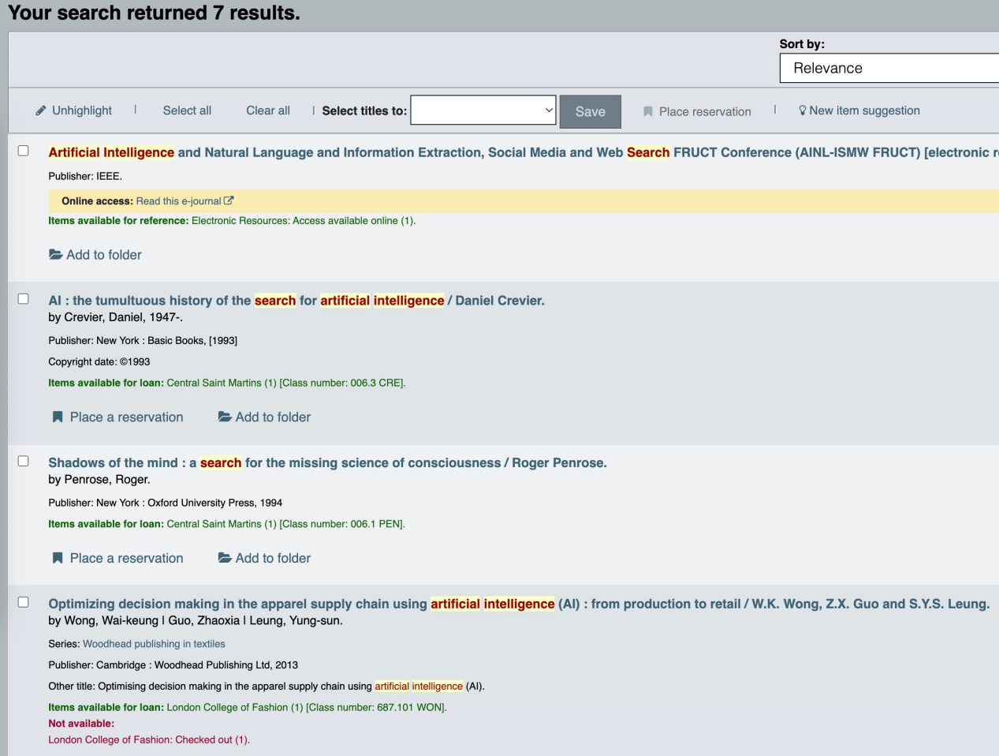 Your search returned 7 results.
Sort by:
Relevance
Unhighlight | Select all Clear all | Select titles to: Save Place reservation | New item suggestion
Artificial Intelligence and Natural Language and Information Extraction, Social Media and Web Search FRUCT Conference (AINL-ISMW FRUCT) [electronic
Publisher: IEEE.
Online access: Read this e-journal
Items available for reference: Electronic Resources: Access available online (1).
Add to folder
AI : the tumultuous history of the search for artificial intelligence / Daniel Crevier.
by Crevier, Daniel, 1947-.
Publisher: New York : Basic Books, [1993]
Copyright date: ©1993
Items available for loan: Central Saint Martins (1) [Class number: 006.3 CRE].
Place a reservation Add to folder
Shadows of the mind : a search for the missing science of consciousness / Roger Penrose.
by Penrose, Roger.
Publisher: New York : Oxford University Press, 1994
Items available for loan: Central Saint Martins (1) [Class number: 006.1 PEN].
Place a reservation Add to folder
Optimizing decision making in the apparel supply chain using artificial intelligence (AI) : from production to retail / W.K. Wong, Z.X. Guo and S.Y.S. Leung.
by Wong, Wai-keung | Guo, Zhaoxia | Leung, Yung-sun.
Series: Woodhead publishing in textiles
Publisher: Cambridge : Woodhead Publishing Ltd, 2013
Other title: Optimising decision making in the apparel supply chain using artificial intelligence (AI).
Items available for loan: London College of Fashion (1) [Class number: 687.101 WON].
Not available:
London College of Fashion: Checked out (1).